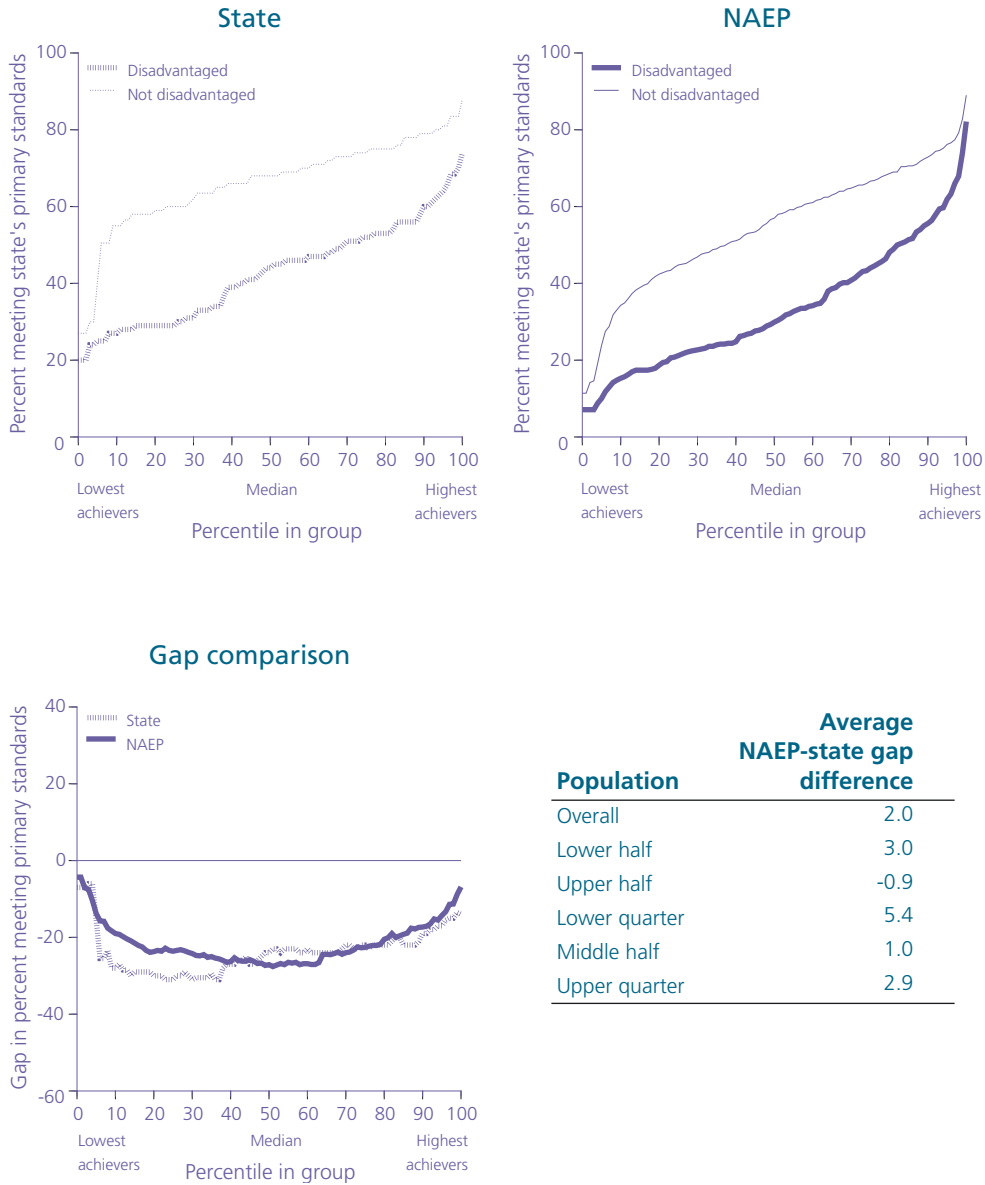 State
Percent meeting state's primary standards
100
80
60
40
20
0
Disadvantaged
Not disadvantaged
0 10 20 30 40 50 60 70 80 90 100
Lowest achievers
Median
Highest achievers
Percentile in group
NAEP
Percent meeting state's primary standards
100
80
60
40
20
0
Disadvantaged
Not disadvantaged
0 10 20 30 40 50 60 70 80 90 100
Lowest achievers
Median
Highest achievers
Percentile in group
Gap comparison
Gap in percent meeting primary standards
40
20
0
-20
-40
-60
State
NAEP
0 10 20 30 40 50 60 70 80 90 100
Lowest achievers
Median
Highest achievers
Percentile in group
Average
NAEP-state gap
Population difference
Overall 2.0
Lower half 3.0
Upper half -0.9
Lower quarter 5.4
Middle half 1.0
Upper quarter 2.9